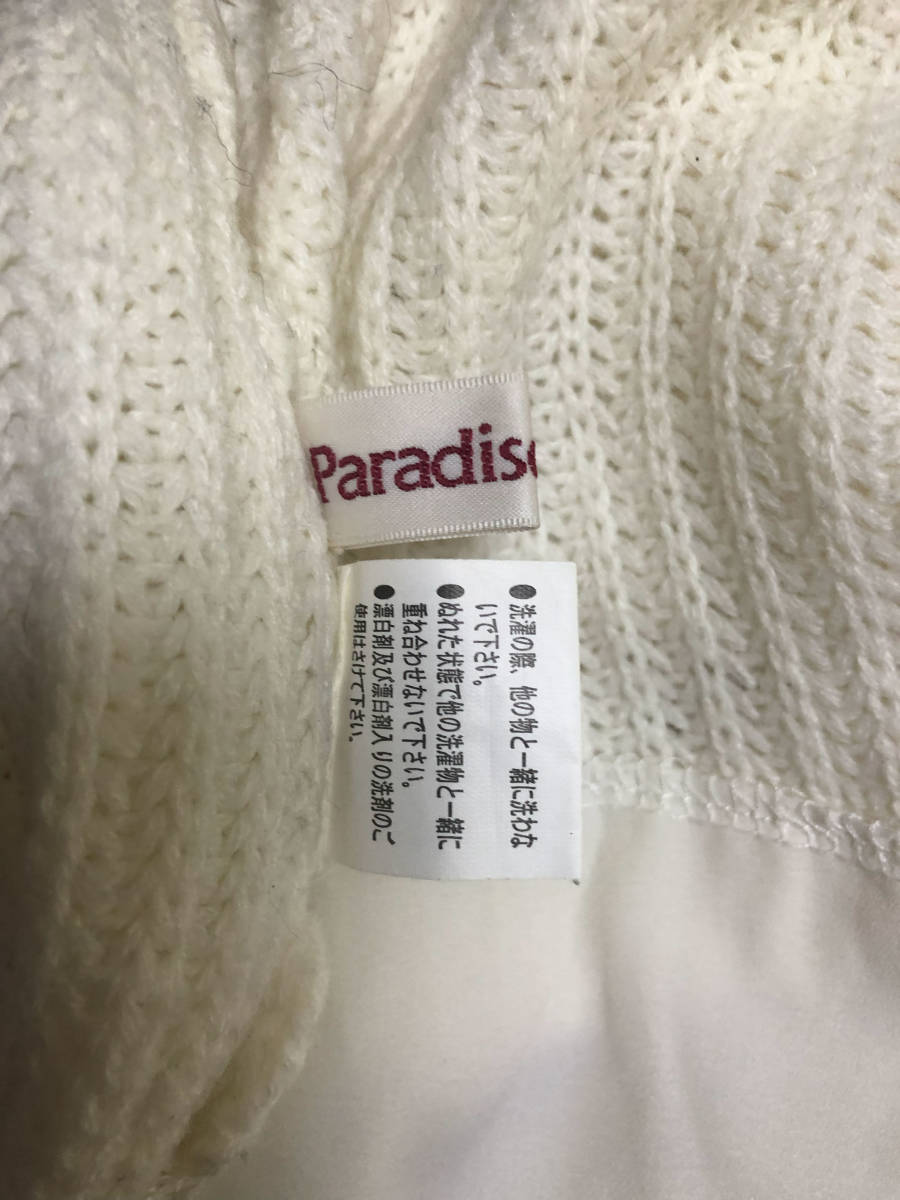 Paradise
● 洗濯の際、他の物と一緒に洗わな
いで下さい。
● ぬれた状態で他の洗濯物と一緒に
重ね合わせないで下さい。
● 漂白剤及び漂白剤入りの洗剤のご
使用はさけて下さい。